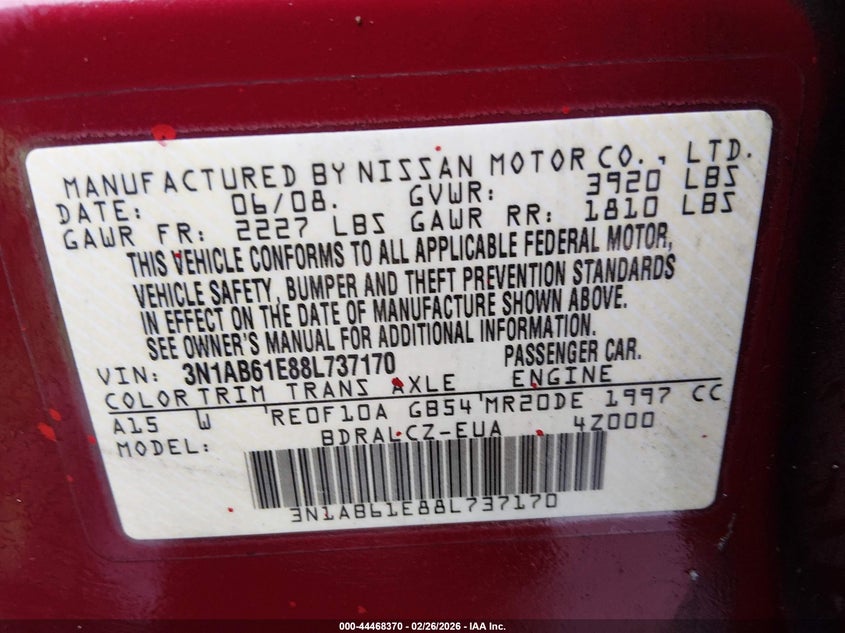 MANUFACTURED BY NISSAN MOTOR CO., LTD.
DATE: 06/08. GVWR: 3920 LBS
GAWR FR: 2227 LBS GAWR RR: 1810 LBS
THIS VEHICLE CONFORMS TO ALL APPLICABLE FEDERAL MOTOR,
VEHICLE SAFETY, BUMPER AND THEFT PREVENTION STANDARDS
IN EFFECT ON THE DATE OF MANUFACTURE SHOWN ABOVE.
SEE OWNER'S MANUAL FOR ADDITIONAL INFORMATION.
VIN: 3N1AB61E88L737170 PASSENGER CAR.
COLOR TRIM TRANS AXLE ENGINE
A15 W RE0F10A GB54 MR20DE 1997 CC
MODEL: BDRALCZ-EUA 4Z000
3N1AB61E88L737170
000-44468370 - 02/26/2026 - IAA Inc.